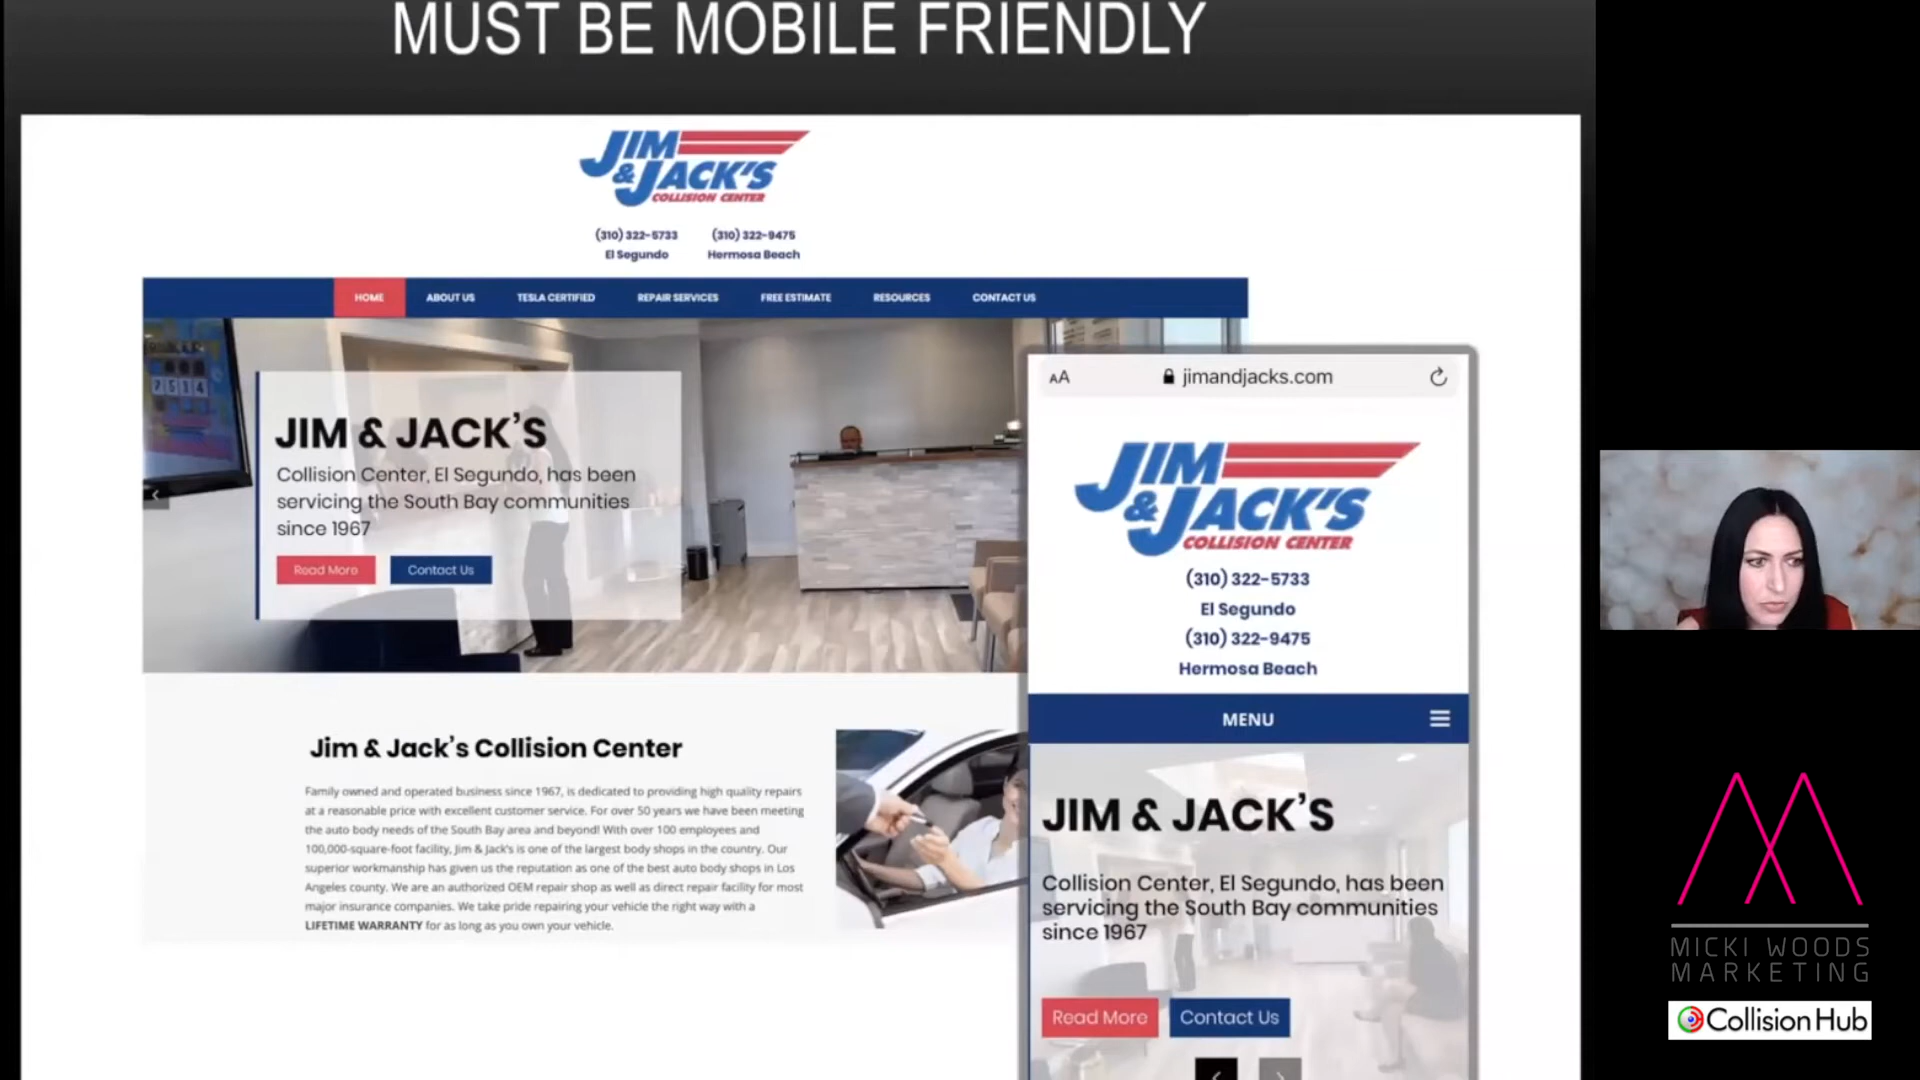 MUST BE MOBILE FRIENDLY
JIM
& JACK'S
COLLISION CENTER
(310) 322-5733
El Segundo
(310) 322-9475
Hermosa Beach
HOME
ABOUT US
TESLA CERTIFIED
REPAIR SERVICES
FREE ESTIMATE
RESOURCES
CONTACT US
7514
JIM & JACK'S
Collision Center, El Segundo, has been
servicing the South Bay communities
since 1967
Read More
Contact Us
Jim & Jack's Collision Center
Family owned and operated business since 1967, is dedicated to providing high quality repairs
at a reasonable price with excellent customer service. For over 50 years we have been meeting
the auto body needs of the South Bay area and beyond! With over 100 employees and
100,000-square-foot facility, Jim & Jack's is one of the largest body shops in the country. Our
superior workmanship has given us the reputation as one of the best auto body shops in Los
Angeles county. We are an authorized OEM repair shop as well as direct repair facility for most
major insurance companies. We take pride repairing your vehicle the right way with a
LIFETIME WARRANTY for as long as you own your vehicle.
AA
jimandjacks.com
JIM
& JACK'S
COLLISION CENTER
(310) 322-5733
El Segundo
(310) 322-9475
Hermosa Beach
MENU
JIM & JACK'S
Collision Center, El Segundo, has been
servicing the South Bay communities
since 1967
Read More
Contact Us
MICKI WOODS
MARKETING
Collision Hub